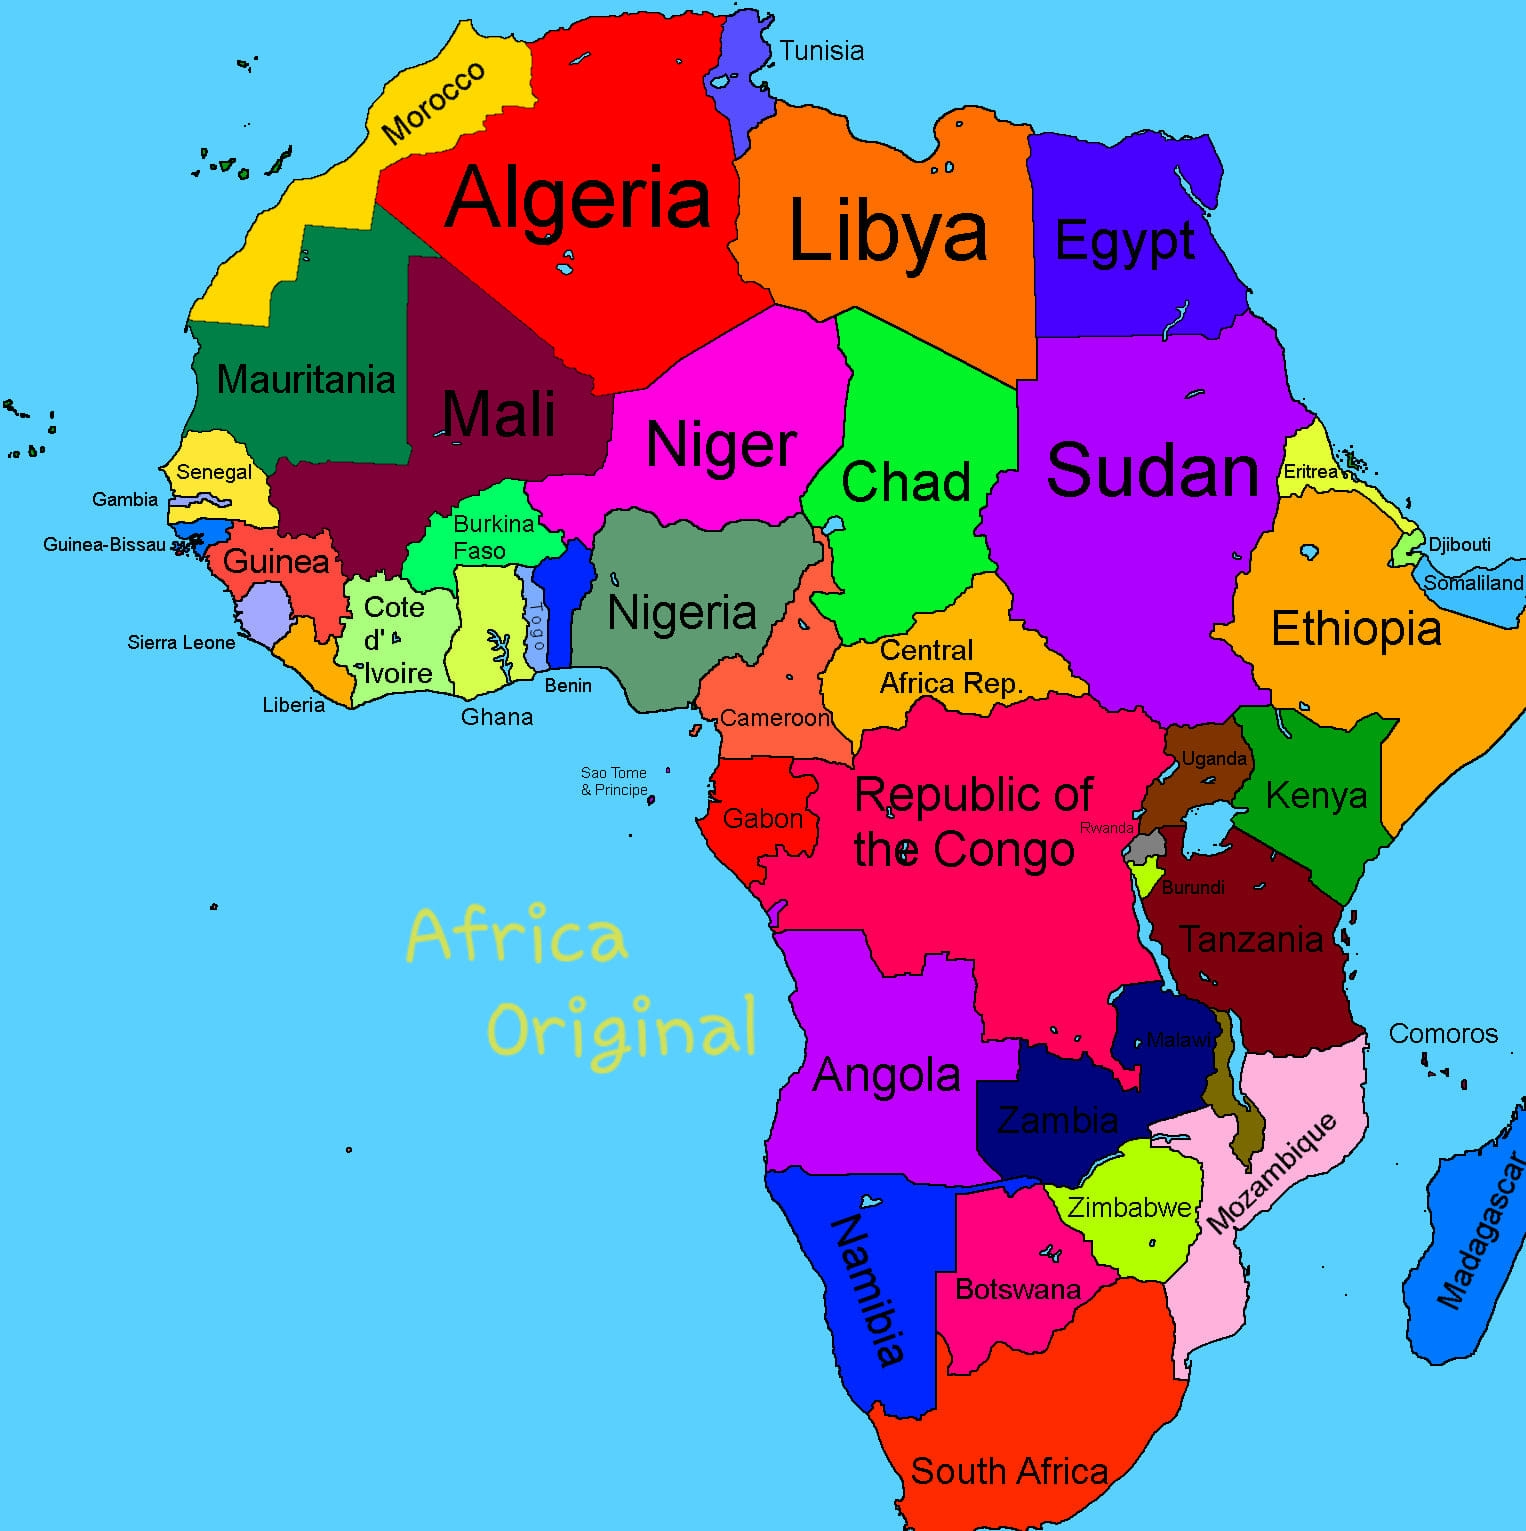 Tunisia
Morocco
Algeria
Libya
Egypt
Mauritania
Mali
Niger
Chad
Sudan
Eritrea
Senegal
Gambia
Burkina
Faso
Guinea-Bissau
Guinea
Djibouti
Somaliland
Cote
d'
Ivoire
Togo
Nigeria
Ethiopia
Sierra Leone
Central
Africa Rep.
Liberia
Benin
Ghana
Cameroon
Uganda
Sao Tome
& Principe
Republic of
the Congo
Kenya
Gabon
Rwanda
Burundi
Africa
Original
Tanzania
Comoros
Malawi
Angola
Zambia
Mozambique
Zimbabwe
Madagascar
Namibia
Botswana
South Africa